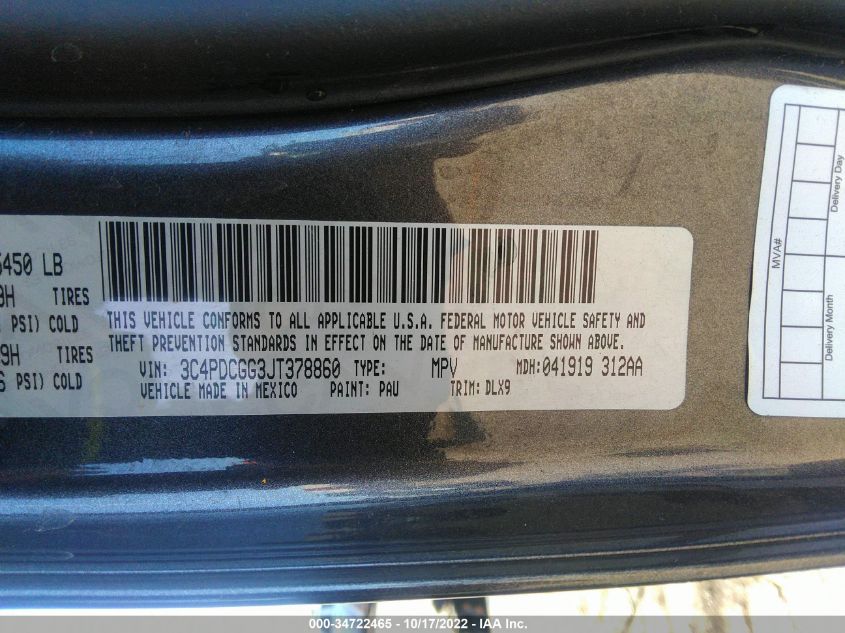 450 LB
9H TIRES
PSI) COLD
9H TIRES
PSI) COLD
THIS VEHICLE CONFORMS TO ALL APPLICABLE U.S.A. FEDERAL MOTOR VEHICLE SAFETY AND
THEFT PREVENTION STANDARDS IN EFFECT ON THE DATE OF MANUFACTURE SHOWN ABOVE.
VIN: 3C4PDCGG3JT378860 TYPE: MPV MDH: 041919 312AA
VEHICLE MADE IN MEXICO PAINT: PAU TRIM: DLX9
MVA#
Delivery Day
Delivery Month
000-34722465 - 10/17/2022 - IAA Inc.